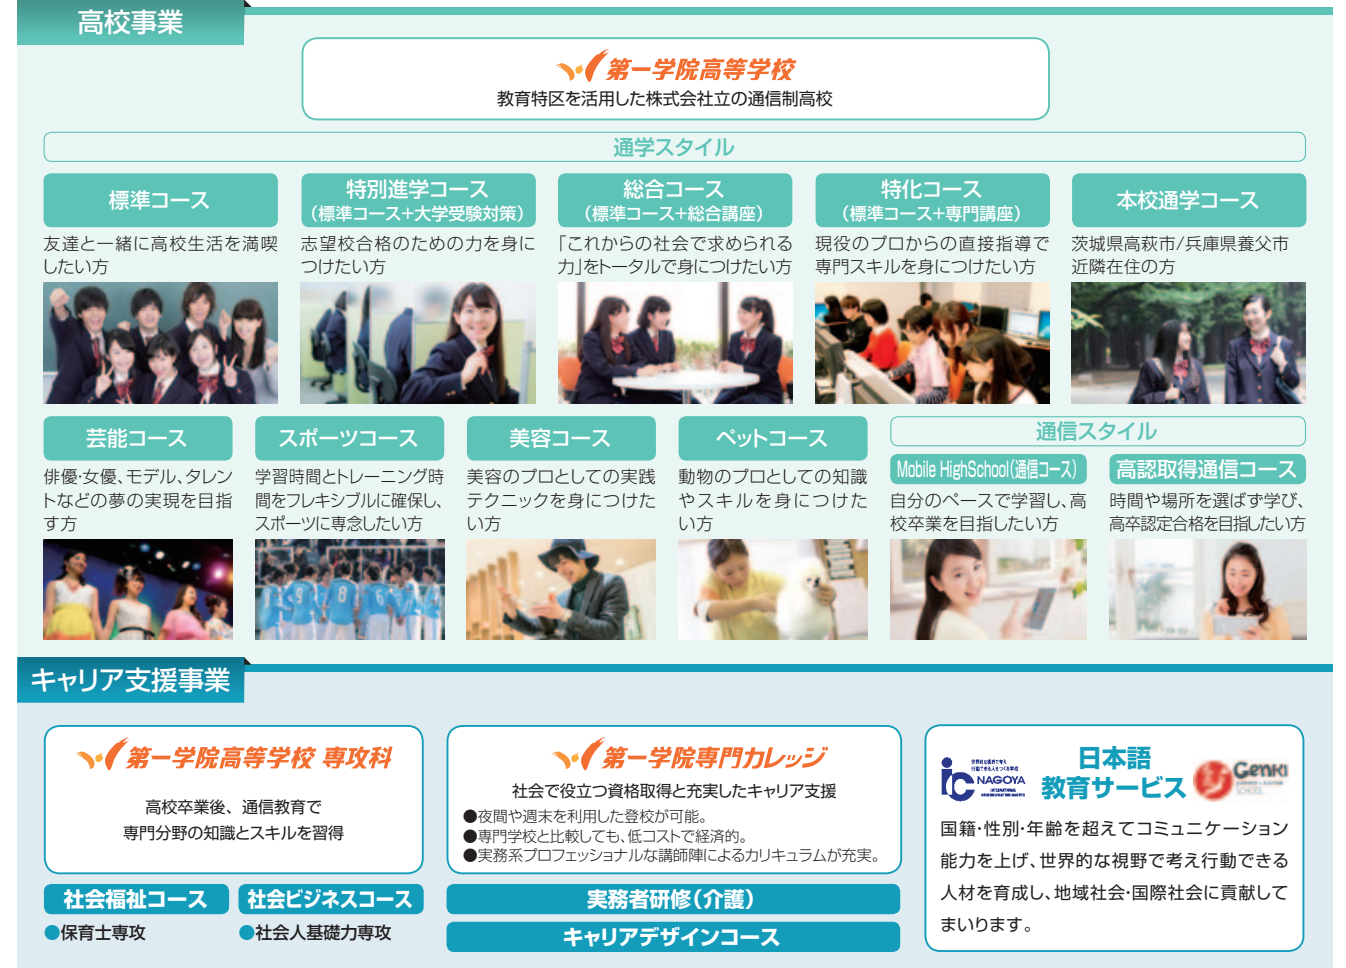 高校事業
第一学院高等学校
教育特区を活用した株式会社立の通信制高校
通学スタイル
標準コース
友達と一緒に高校生活を満喫
したい方
特別進学コース
（標準コース+大学受験対策）
志望校合格のための力を身に
つけたい方
総合コース
（標準コース+総合講座）
「これからの社会で求められる
力」をトータルで身につけたい方
特化コース
（標準コース+専門講座）
現役のプロからの直接指導で
専門スキルを身につけたい方
本校通学コース
茨城県高萩市/兵庫県養父市
近隣在住の方
芸能コース
俳優・女優、モデル、タレン
トなどの夢の実現を目指
す方
スポーツコース
学習時間とトレーニング時
間をフレキシブルに確保し、
スポーツに専念したい方
美容コース
美容のプロとしての実践
テクニックを身につけた
い方
ペットコース
動物のプロとしての知識
やスキルを身につけた
い方
通信スタイル
Mobile HighSchool（通信コース）
自分のペースで学習し、高
校卒業を目指したい方
高認取得通信コース
時間や場所を選ばず学び、
高卒認定合格を目指したい方
キャリア支援事業
第一学院高等学校 専攻科
高校卒業後、通信教育で
専門分野の知識とスキルを習得
社会福祉コース
●保育士専攻
社会ビジネスコース
●社会人基礎力専攻
第一学院専門カレッジ
社会で役立つ資格取得と充実したキャリア支援
●夜間や週末を利用した登校が可能。
●専門学校と比較しても、低コストで経済的。
●実務系プロフェッショナルな講師陣によるカリキュラムが充実。
実務者研修（介護）
キャリアデザインコース
ic NAGOYA
日本語
教育サービス
GENKI
SCHOOL
国籍・性別・年齢を超えてコミュニケーション
能力を上げ、世界的な視野で考え行動できる
人材を育成し、地域社会・国際社会に貢献して
まいります。